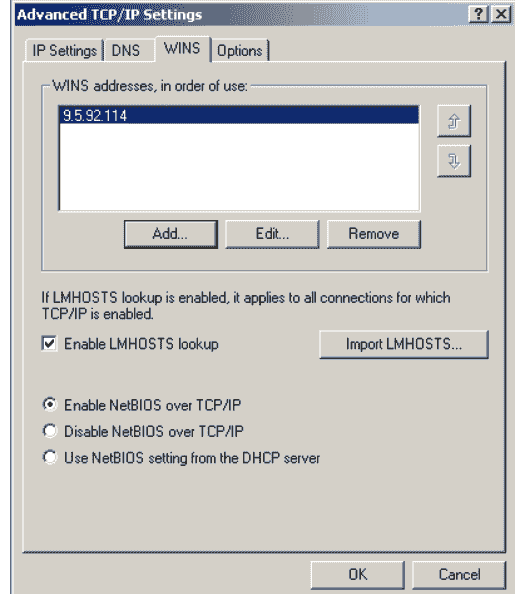 Advanced TCP/IP Settings
IP Settings DNS WINS Options
WINS addresses, in order of use:
9.5.92.114
Add... Edit... Remove
If LMHOSTS lookup is enabled, it applies to all connections for which
TCP/IP is enabled.
Enable LMHOSTS lookup Import LMHOSTS...
Enable NetBIOS over TCP/IP
Disable NetBIOS over TCP/IP
Use NetBIOS setting from the DHCP server
OK Cancel